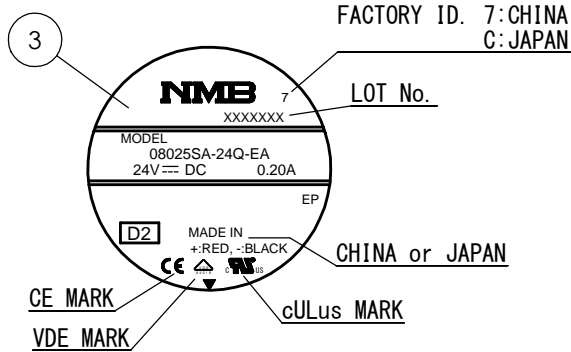 FACTORY ID. 7:CHINA
C:JAPAN
3
NMB 7
XXXXXXX
LOT No.
MODEL
08025SA-24Q-EA
24V DC 0.20A
EP
D2
MADE IN
+:RED, -:BLACK
CHINA or JAPAN
CE
c US
CE MARK
cULus MARK
VDE MARK